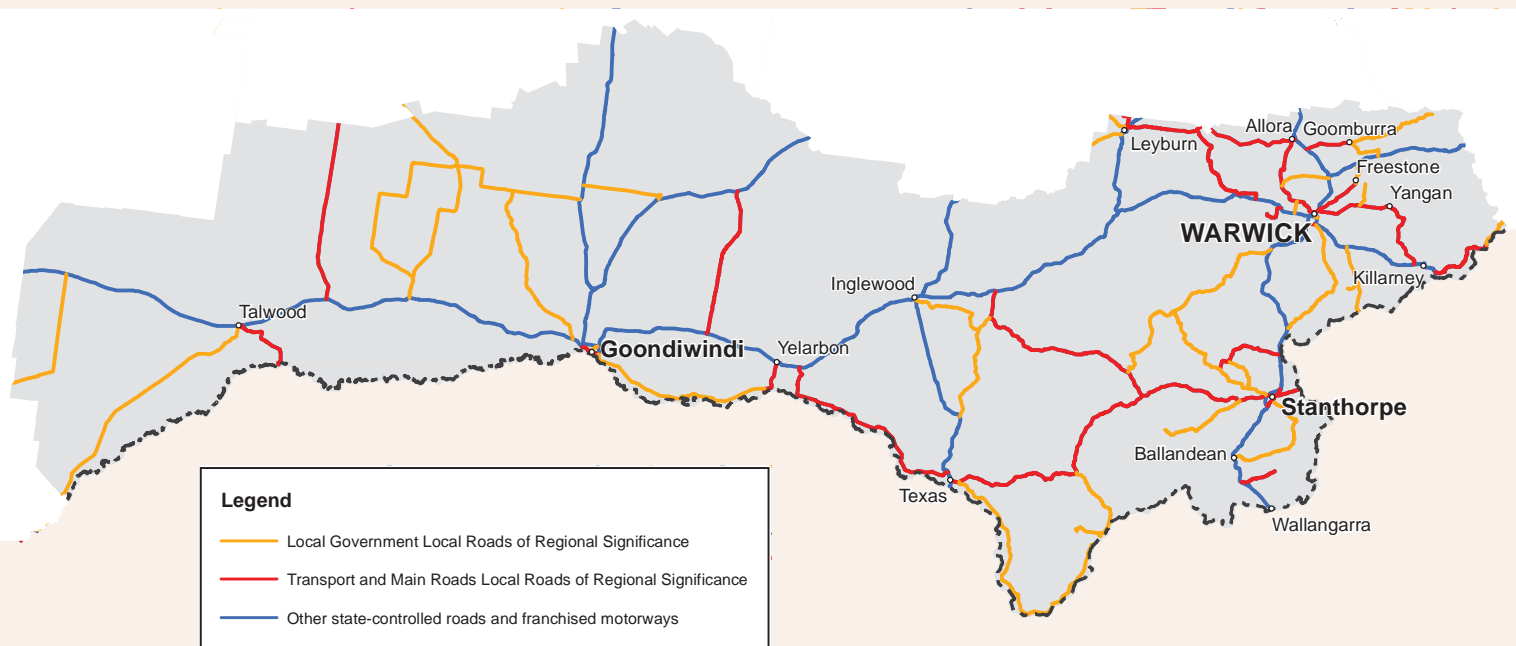 Allora
Goomburra
Leyburn
Freestone
Yangan
WARWICK
Killarney
Inglewood
Talwood
Goondiwindi
Yelarbon
Stanthorpe
Ballandean
Texas
Wallangarra
Legend
Local Government Local Roads of Regional Significance
Transport and Main Roads Local Roads of Regional Significance
Other state-controlled roads and franchised motorways